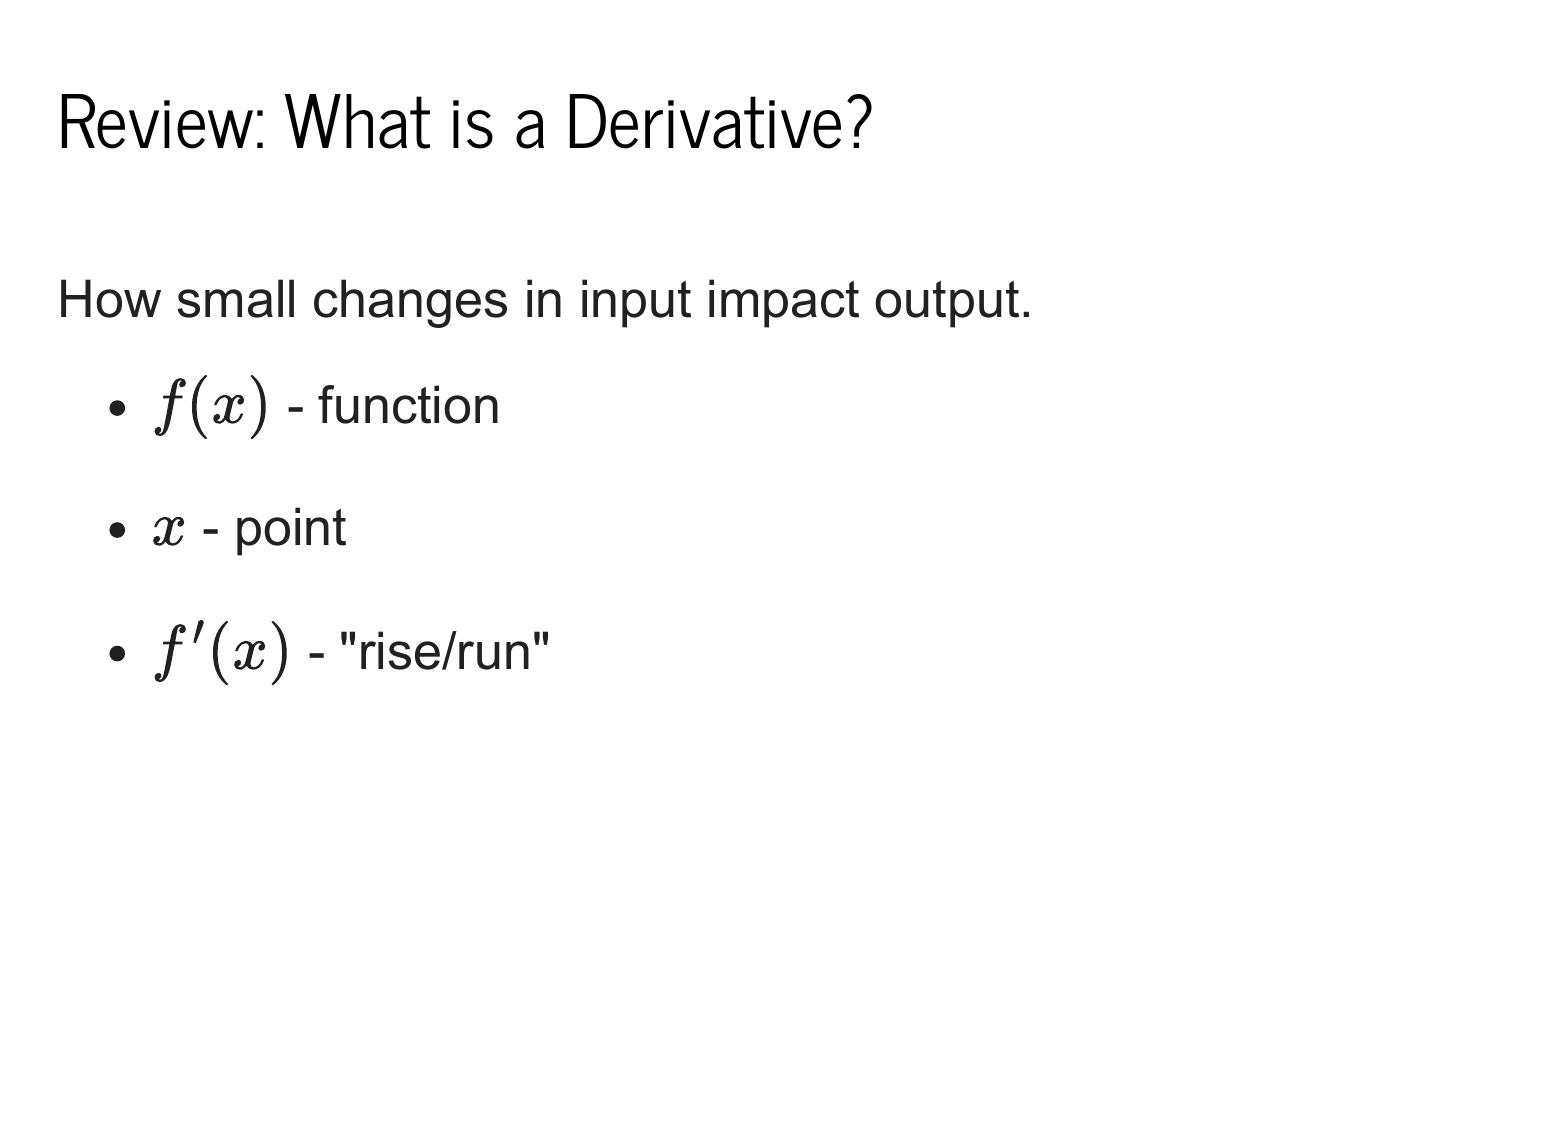 Review: What is a Derivative?
How small changes in input impact output.
• f(x) - function
• x - point
• f′(x) - "rise/run"